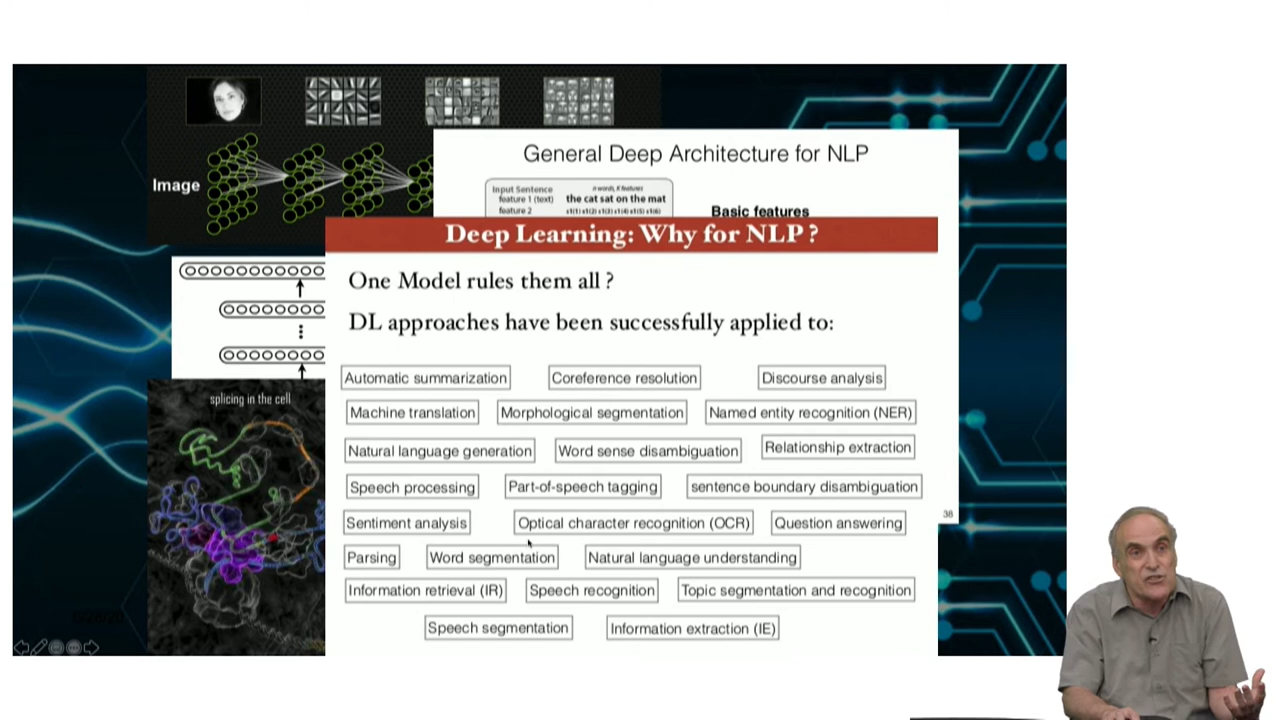 Image
General Deep Architecture for NLP
Input Sentence
n words, K features
feature 1 (text)
the cat sat on the mat
feature 2
Basic features
Deep Learning: Why for NLP ?
One Model rules them all ?
DL approaches have been successfully applied to:
splicing in the cell
Automatic summarization
Coreference resolution
Discourse analysis
Machine translation
Morphological segmentation
Named entity recognition (NER)
Natural language generation
Word sense disambiguation
Relationship extraction
Speech processing
Part-of-speech tagging
sentence boundary disambiguation
38
Sentiment analysis
Optical character recognition (OCR)
Question answering
Parsing
Word segmentation
Natural language understanding
Information retrieval (IR)
Speech recognition
Topic segmentation and recognition
Speech segmentation
Information extraction (IE)